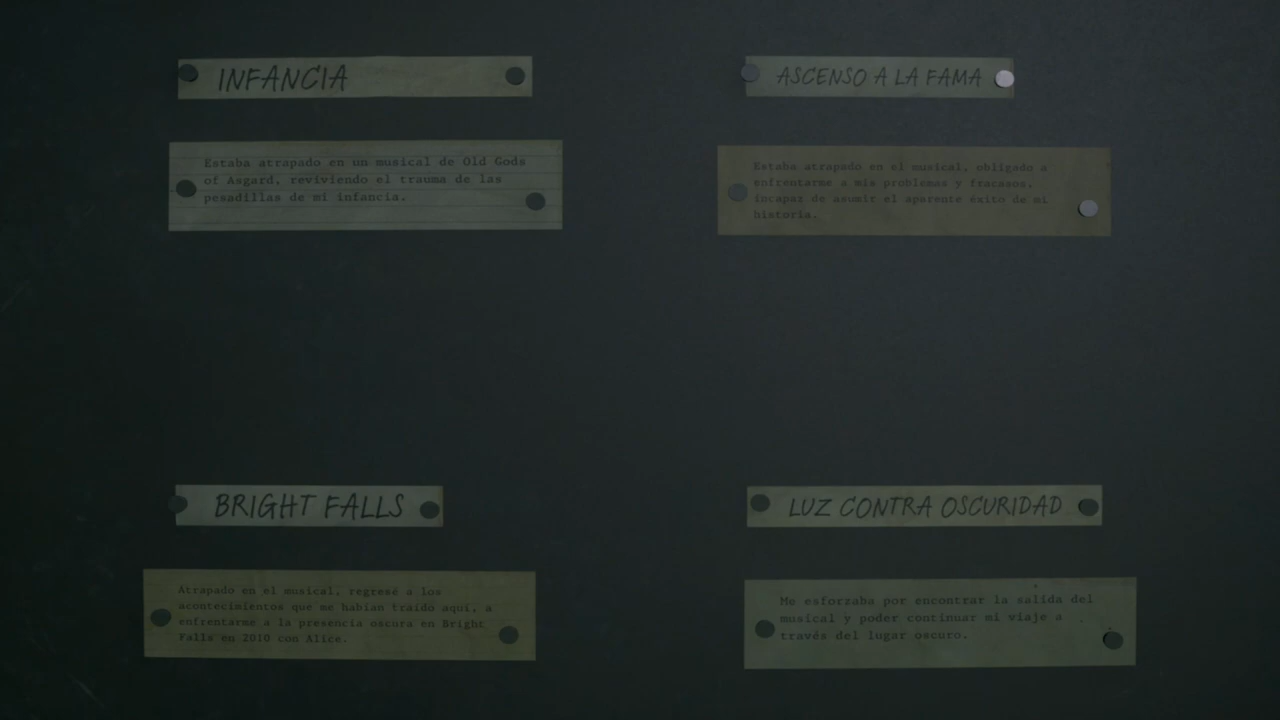 INFANCIA
Estaba atrapado en un musical de Old Gods
of Asgard, reviviendo el trauma de las
pesadillas de mi infancia.
ASCENSO A LA FAMA
Estaba atrapado en el musical, obligado a
enfrentarme a mis problemas y fracasos,
incapaz de asumir el aparente éxito de mi
historia.
BRIGHT FALLS
Atrapado en el musical, regresé a los
acontecimientos que me habían traído aquí, a
enfrentarme a la presencia oscura en Bright
Falls en 2010 con Alice.
LUZ CONTRA OSCURIDAD
Me esforzaba por encontrar la salida del
musical y poder continuar mi viaje a
través del lugar oscuro.